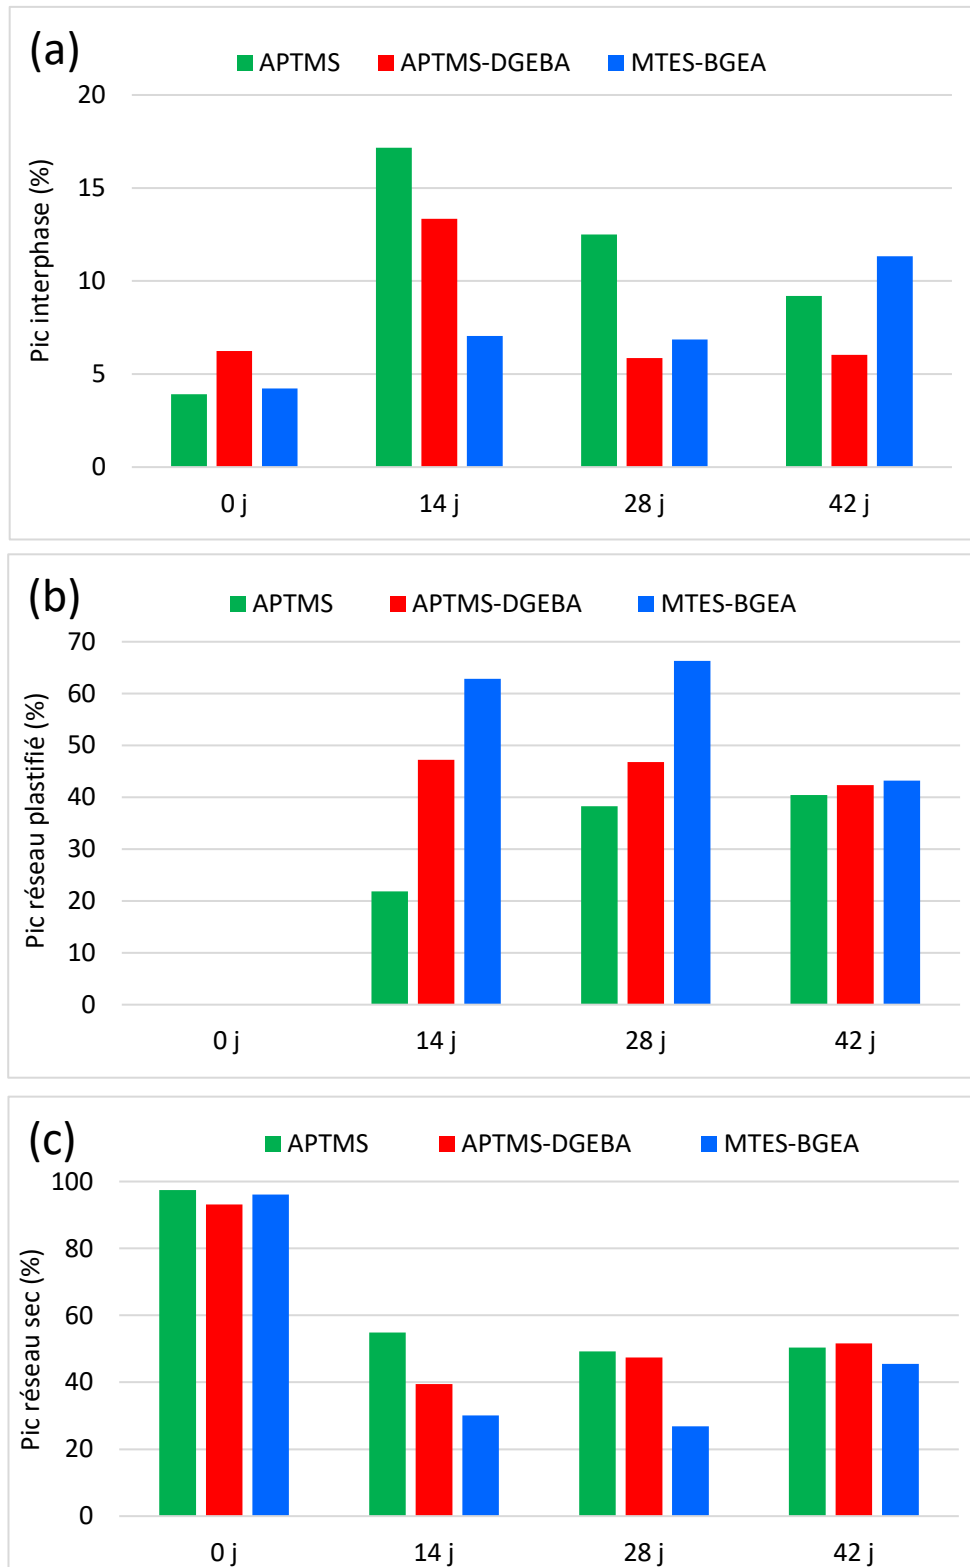 (a)
APTMS APTMS-DGEBA MTES-BGEA
Pic interphase (%)
20
15
10
5
0
0 j 14 j 28 j 42 j
(b)
APTMS APTMS-DGEBA MTES-BGEA
Pic réseau plastifié (%)
70
60
50
40
30
20
10
0
0 j 14 j 28 j 42 j
(c)
APTMS APTMS-DGEBA MTES-BGEA
Pic réseau sec (%)
100
80
60
40
20
0
0 j 14 j 28 j 42 j